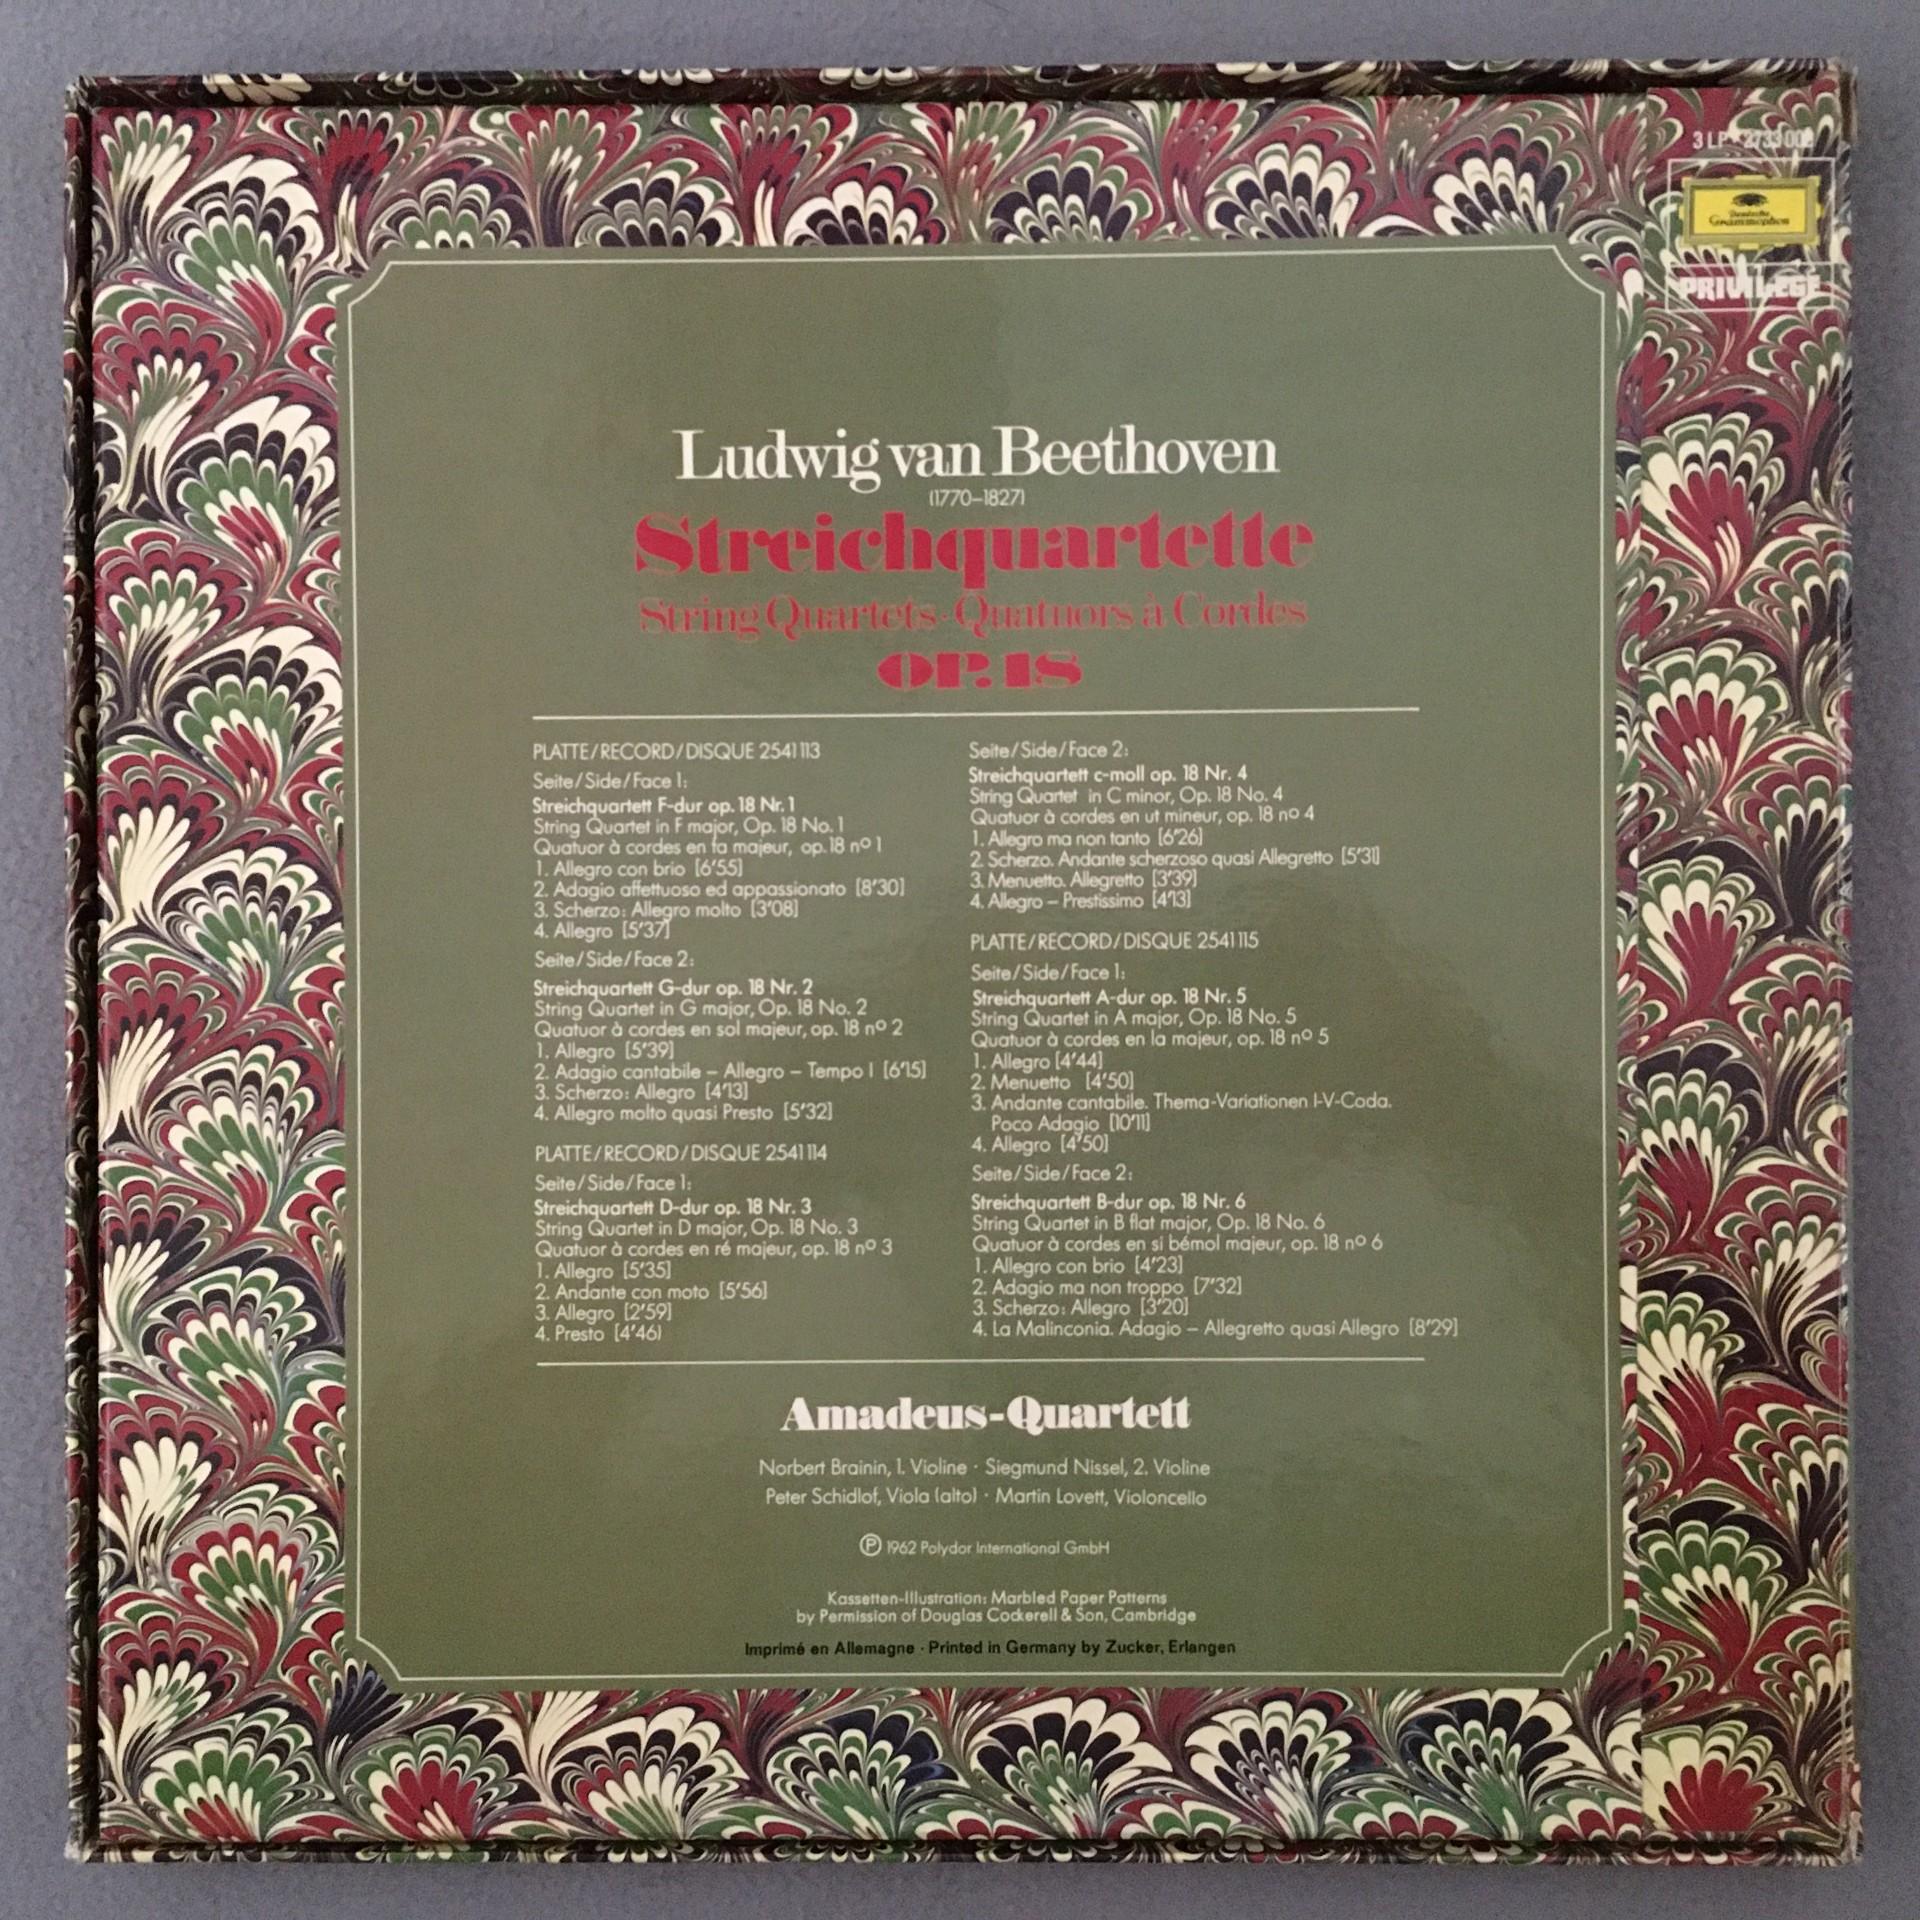 3 LP · 2733 002
Deutsche
Grammophon
PRIVILEGE
Ludwig van Beethoven
(1770–1827)
Streichquartette
String Quartets · Quatuors à Cordes
OP. 18
PLATTE/RECORD/DISQUE 2541 113
Seite/Side/Face 1:
Streichquartett F-dur op. 18 Nr. 1
String Quartet in F major, Op. 18 No. 1
Quatuor à cordes en fa majeur, op. 18 nº 1
1. Allegro con brio [6'55]
2. Adagio affettuoso ed appassionato [8'30]
3. Scherzo: Allegro molto [3'08]
4. Allegro [5'37]
Seite/Side/Face 2:
Streichquartett G-dur op. 18 Nr. 2
String Quartet in G major, Op. 18 No. 2
Quatuor à cordes en sol majeur, op. 18 nº 2
1. Allegro [5'39]
2. Adagio cantabile – Allegro – Tempo I [6'15]
3. Scherzo: Allegro [4'13]
4. Allegro molto quasi Presto [5'32]
PLATTE/RECORD/DISQUE 2541 114
Seite/Side/Face 1:
Streichquartett D-dur op. 18 Nr. 3
String Quartet in D major, Op. 18 No. 3
Quatuor à cordes en ré majeur, op. 18 nº 3
1. Allegro [5'35]
2. Andante con moto [5'56]
3. Allegro [2'59]
4. Presto [4'46]
Seite/Side/Face 2:
Streichquartett c-moll op. 18 Nr. 4
String Quartet in C minor, Op. 18 No. 4
Quatuor à cordes en ut mineur, op. 18 nº 4
1. Allegro ma non tanto [6'26]
2. Scherzo. Andante scherzoso quasi Allegretto [5'31]
3. Menuetto. Allegretto [3'39]
4. Allegro – Prestissimo [4'13]
PLATTE/RECORD/DISQUE 2541 115
Seite/Side/Face 1:
Streichquartett A-dur op. 18 Nr. 5
String Quartet in A major, Op. 18 No. 5
Quatuor à cordes en la majeur, op. 18 nº 5
1. Allegro [4'44]
2. Menuetto [4'50]
3. Andante cantabile. Thema-Variationen I-V-Coda.
Poco Adagio [10'11]
4. Allegro [4'50]
Seite/Side/Face 2:
Streichquartett B-dur op. 18 Nr. 6
String Quartet in B flat major, Op. 18 No. 6
Quatuor à cordes en si bémol majeur, op. 18 nº 6
1. Allegro con brio [4'23]
2. Adagio ma non troppo [7'32]
3. Scherzo: Allegro [3'20]
4. La Malinconia. Adagio – Allegretto quasi Allegro [8'29]
Amadeus-Quartett
Norbert Brainin, 1. Violine · Siegmund Nissel, 2. Violine
Peter Schidlof, Viola (alto) · Martin Lovett, Violoncello
Ⓟ 1962 Polydor International GmbH
Kassetten-Illustration: Marbled Paper Patterns
by Permission of Douglas Cockerell & Son, Cambridge
Imprimé en Allemagne · Printed in Germany by Zucker, Erlangen